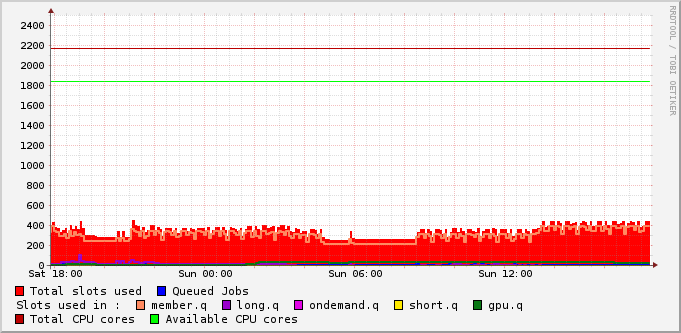 2400
2200
2000
1800
1600
1400
1200
1000
800
600
400
200
0
Sat 18:00 Sun 00:00 Sun 06:00 Sun 12:00
Total slots used Queued Jobs
Slots used in : member.q long.q ondemand.q short.q gpu.q
Total CPU cores Available CPU cores
RRDTOOL / TOBI OETIKER